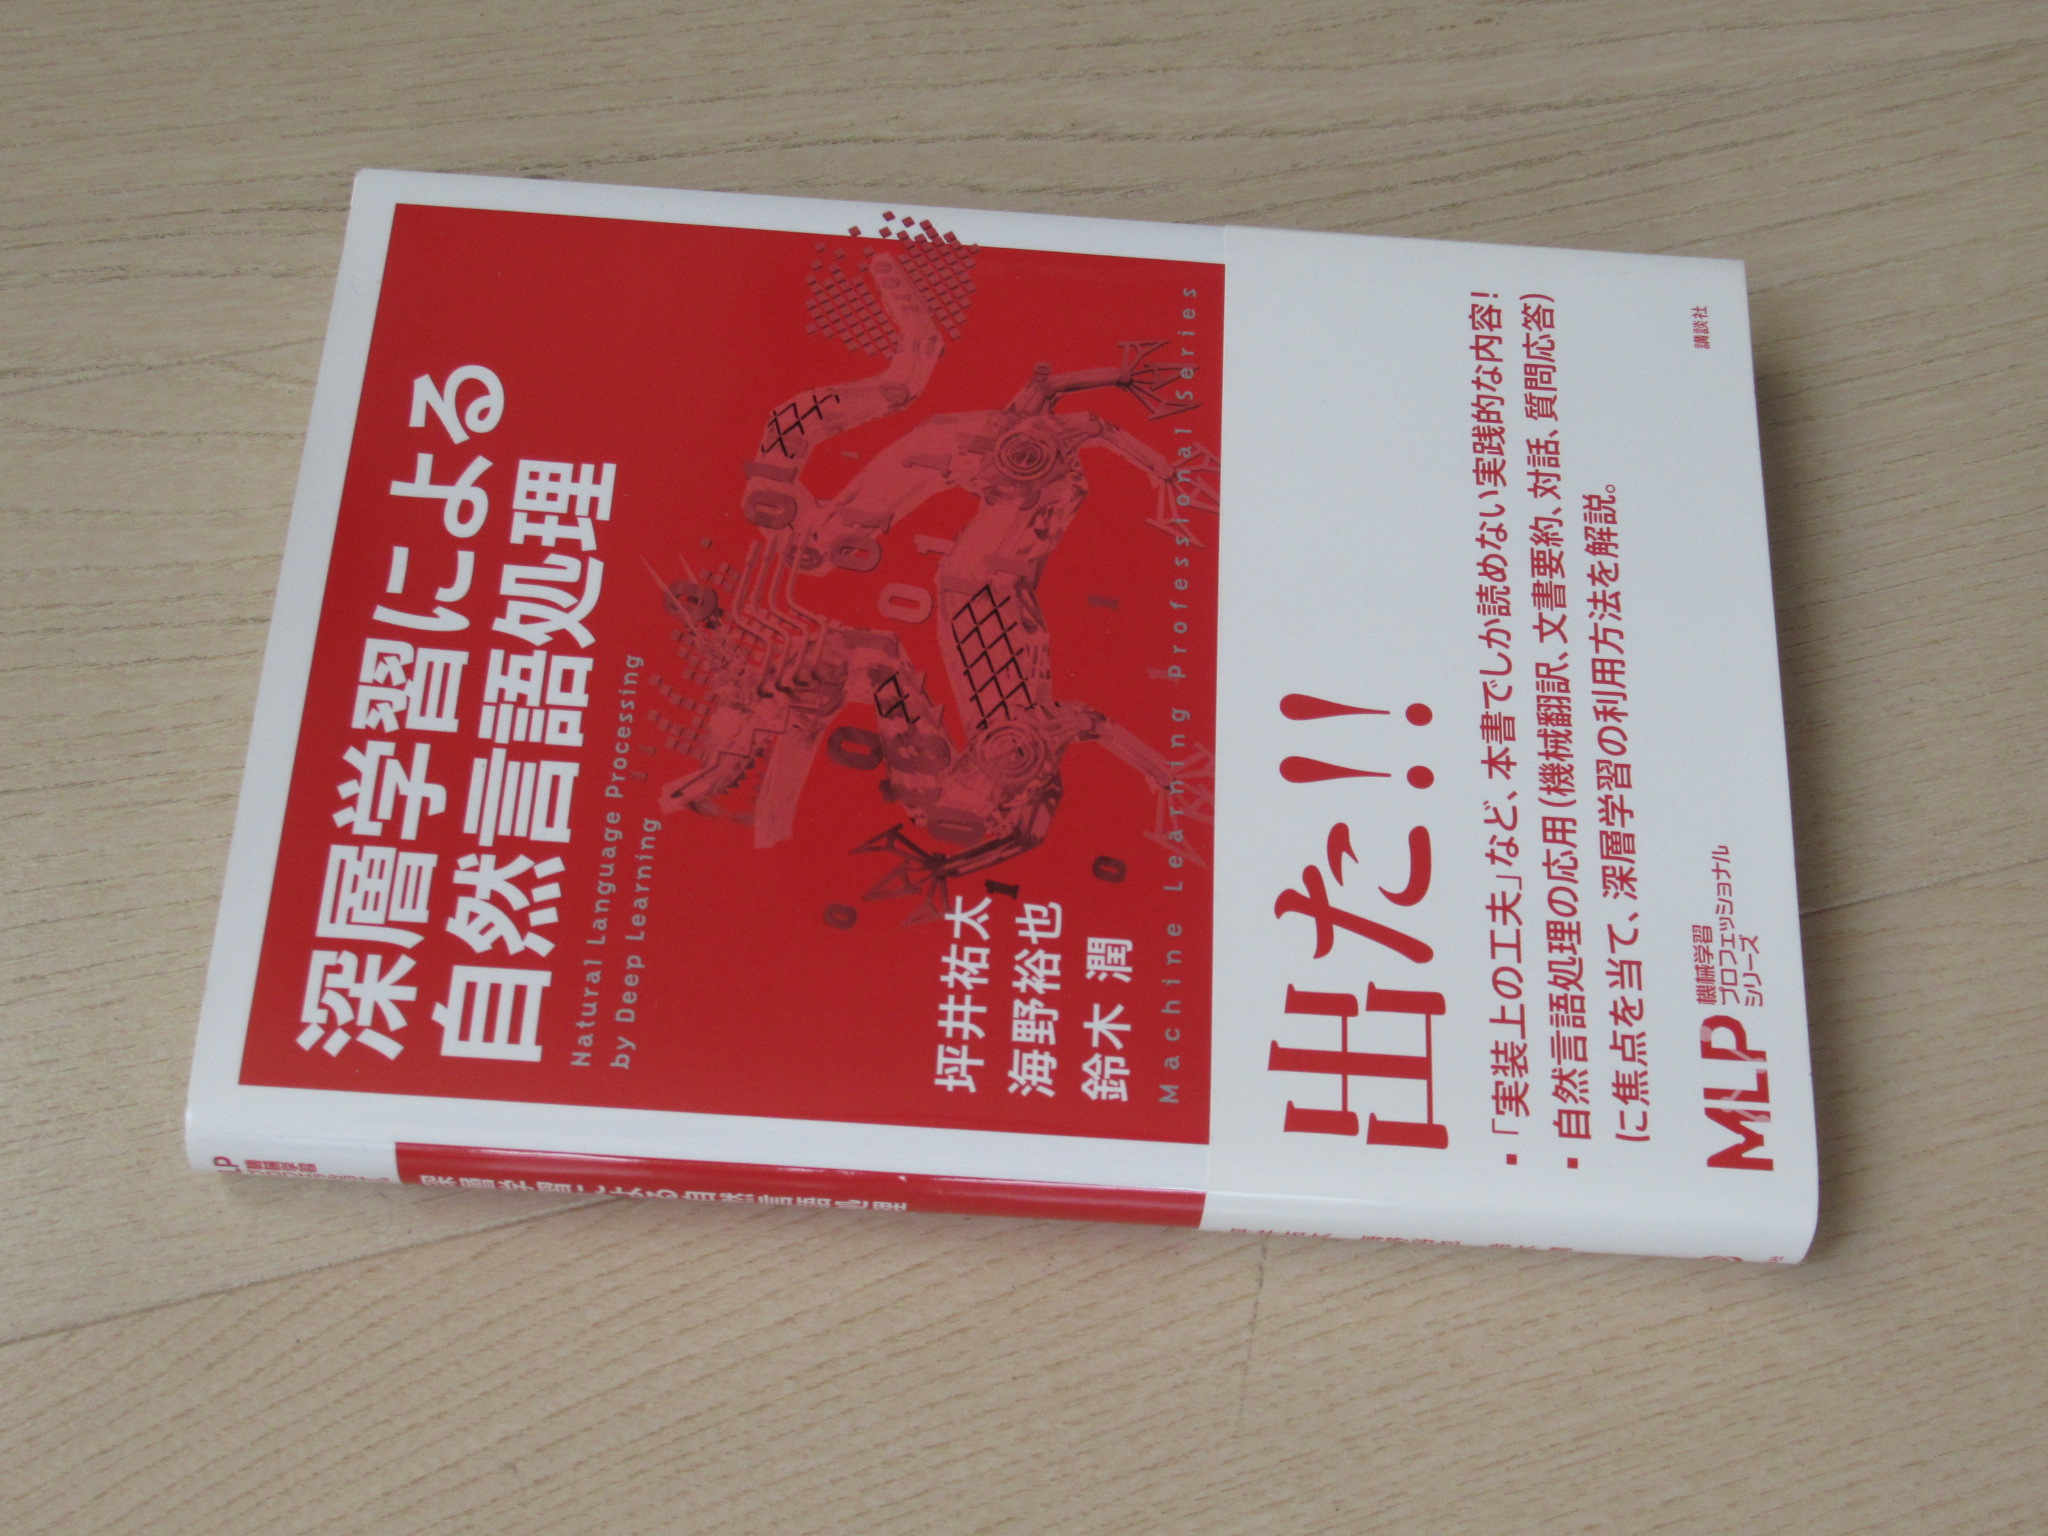 深層学習による
自然言語処理
Natural Language Processing
by Deep Learning
坪井祐太
海野裕也
鈴木 潤
Machine Learning Professional Series
出た!!
▪「実装上の工夫」など、本書でしか読めない実践的な内容!
▪自然言語処理の応用(機械翻訳、文書要約、対話、質問応答)
に焦点を当て、深層学習の利用方法を解説。
MLP
機械学習
プロフェッショナル
シリーズ
講談社
深層学習による自然言語処理